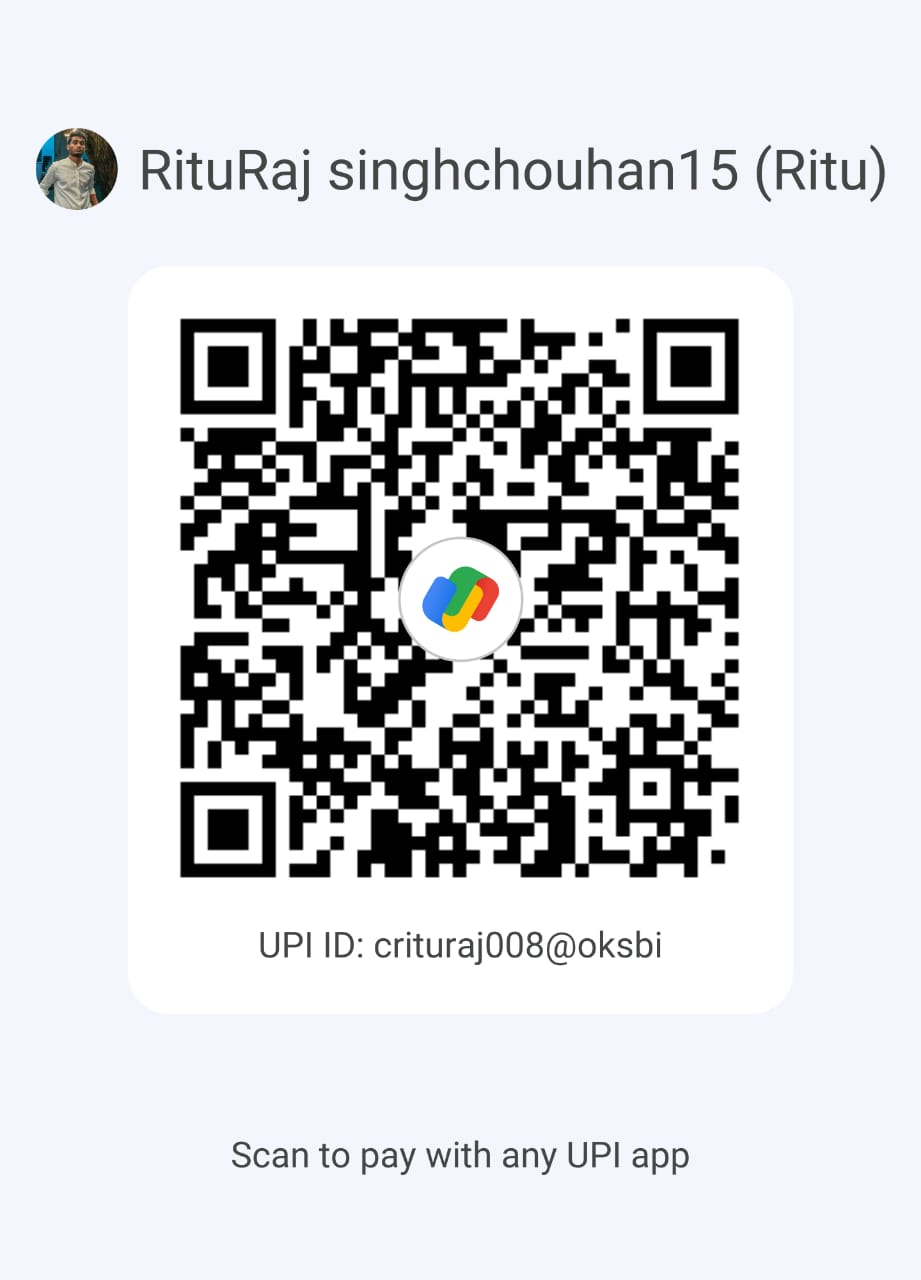 RituRaj singhchouhan15 (Ritu)
UPI ID: crituraj008@oksbi
Scan to pay with any UPI app